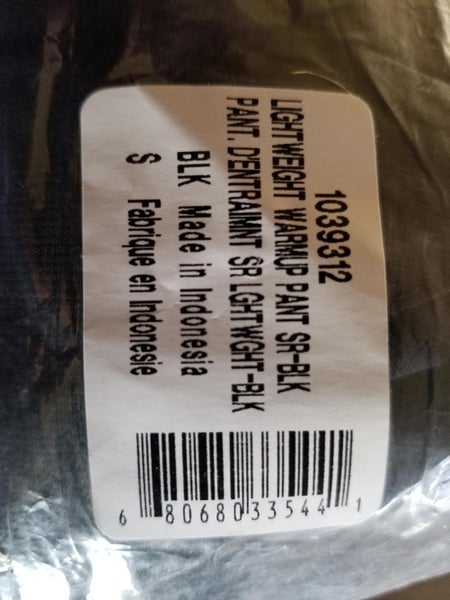 1039312
LIGHTWEIGHT WARMUP PANT SR-BLK
PANT. D'ENTRAIMNT SR LGHTWGHT-BLK
BLK Made in Indonesia
S Fabrique en Indonesie
6 80680 33544 1